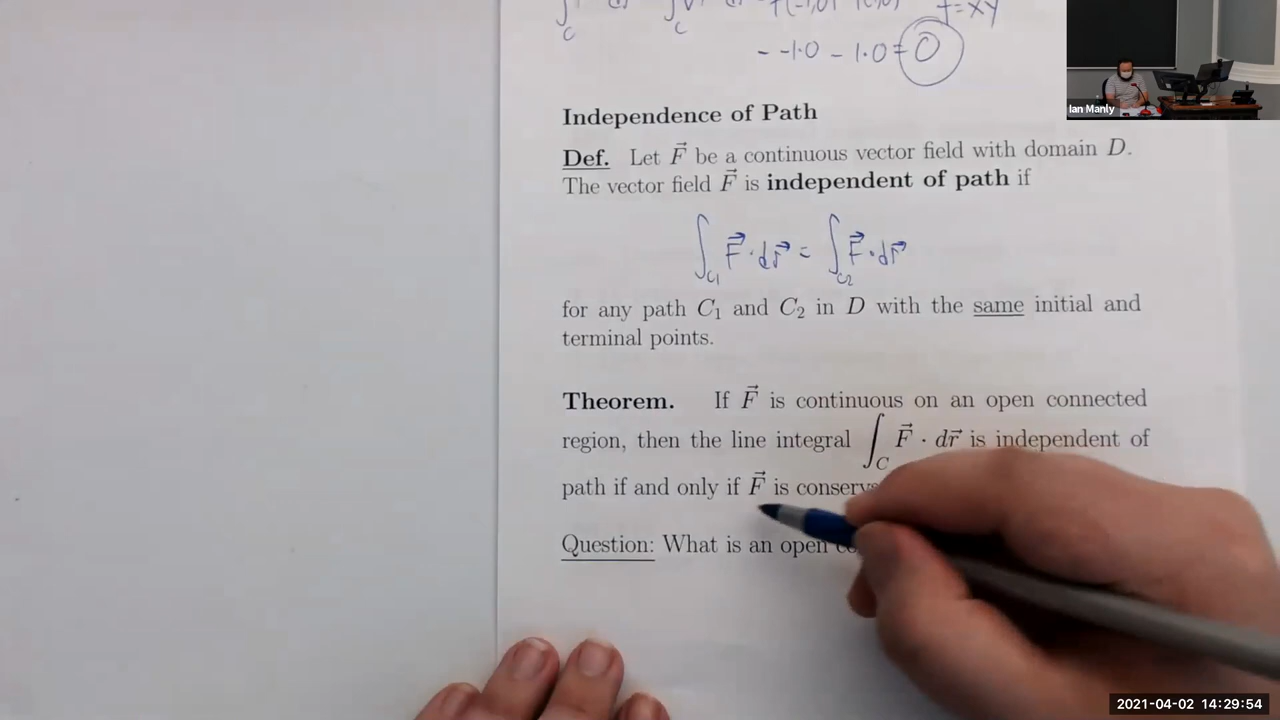 f=xy
- -1·0 - 1·0 = 0
Independence of Path
Def. Let F⃗ be a continuous vector field with domain D.
The vector field F⃗ is independent of path if
∫_C₁ F⃗ · dr⃗ = ∫_C₂ F⃗ · dr⃗
for any path C₁ and C₂ in D with the same initial and
terminal points.
Theorem. If F⃗ is continuous on an open connected
region, then the line integral ∫_C F⃗ · dr⃗ is independent of
path if and only if F⃗ is conserv
Question: What is an open
Ian Manly
2021-04-02 14:29:54